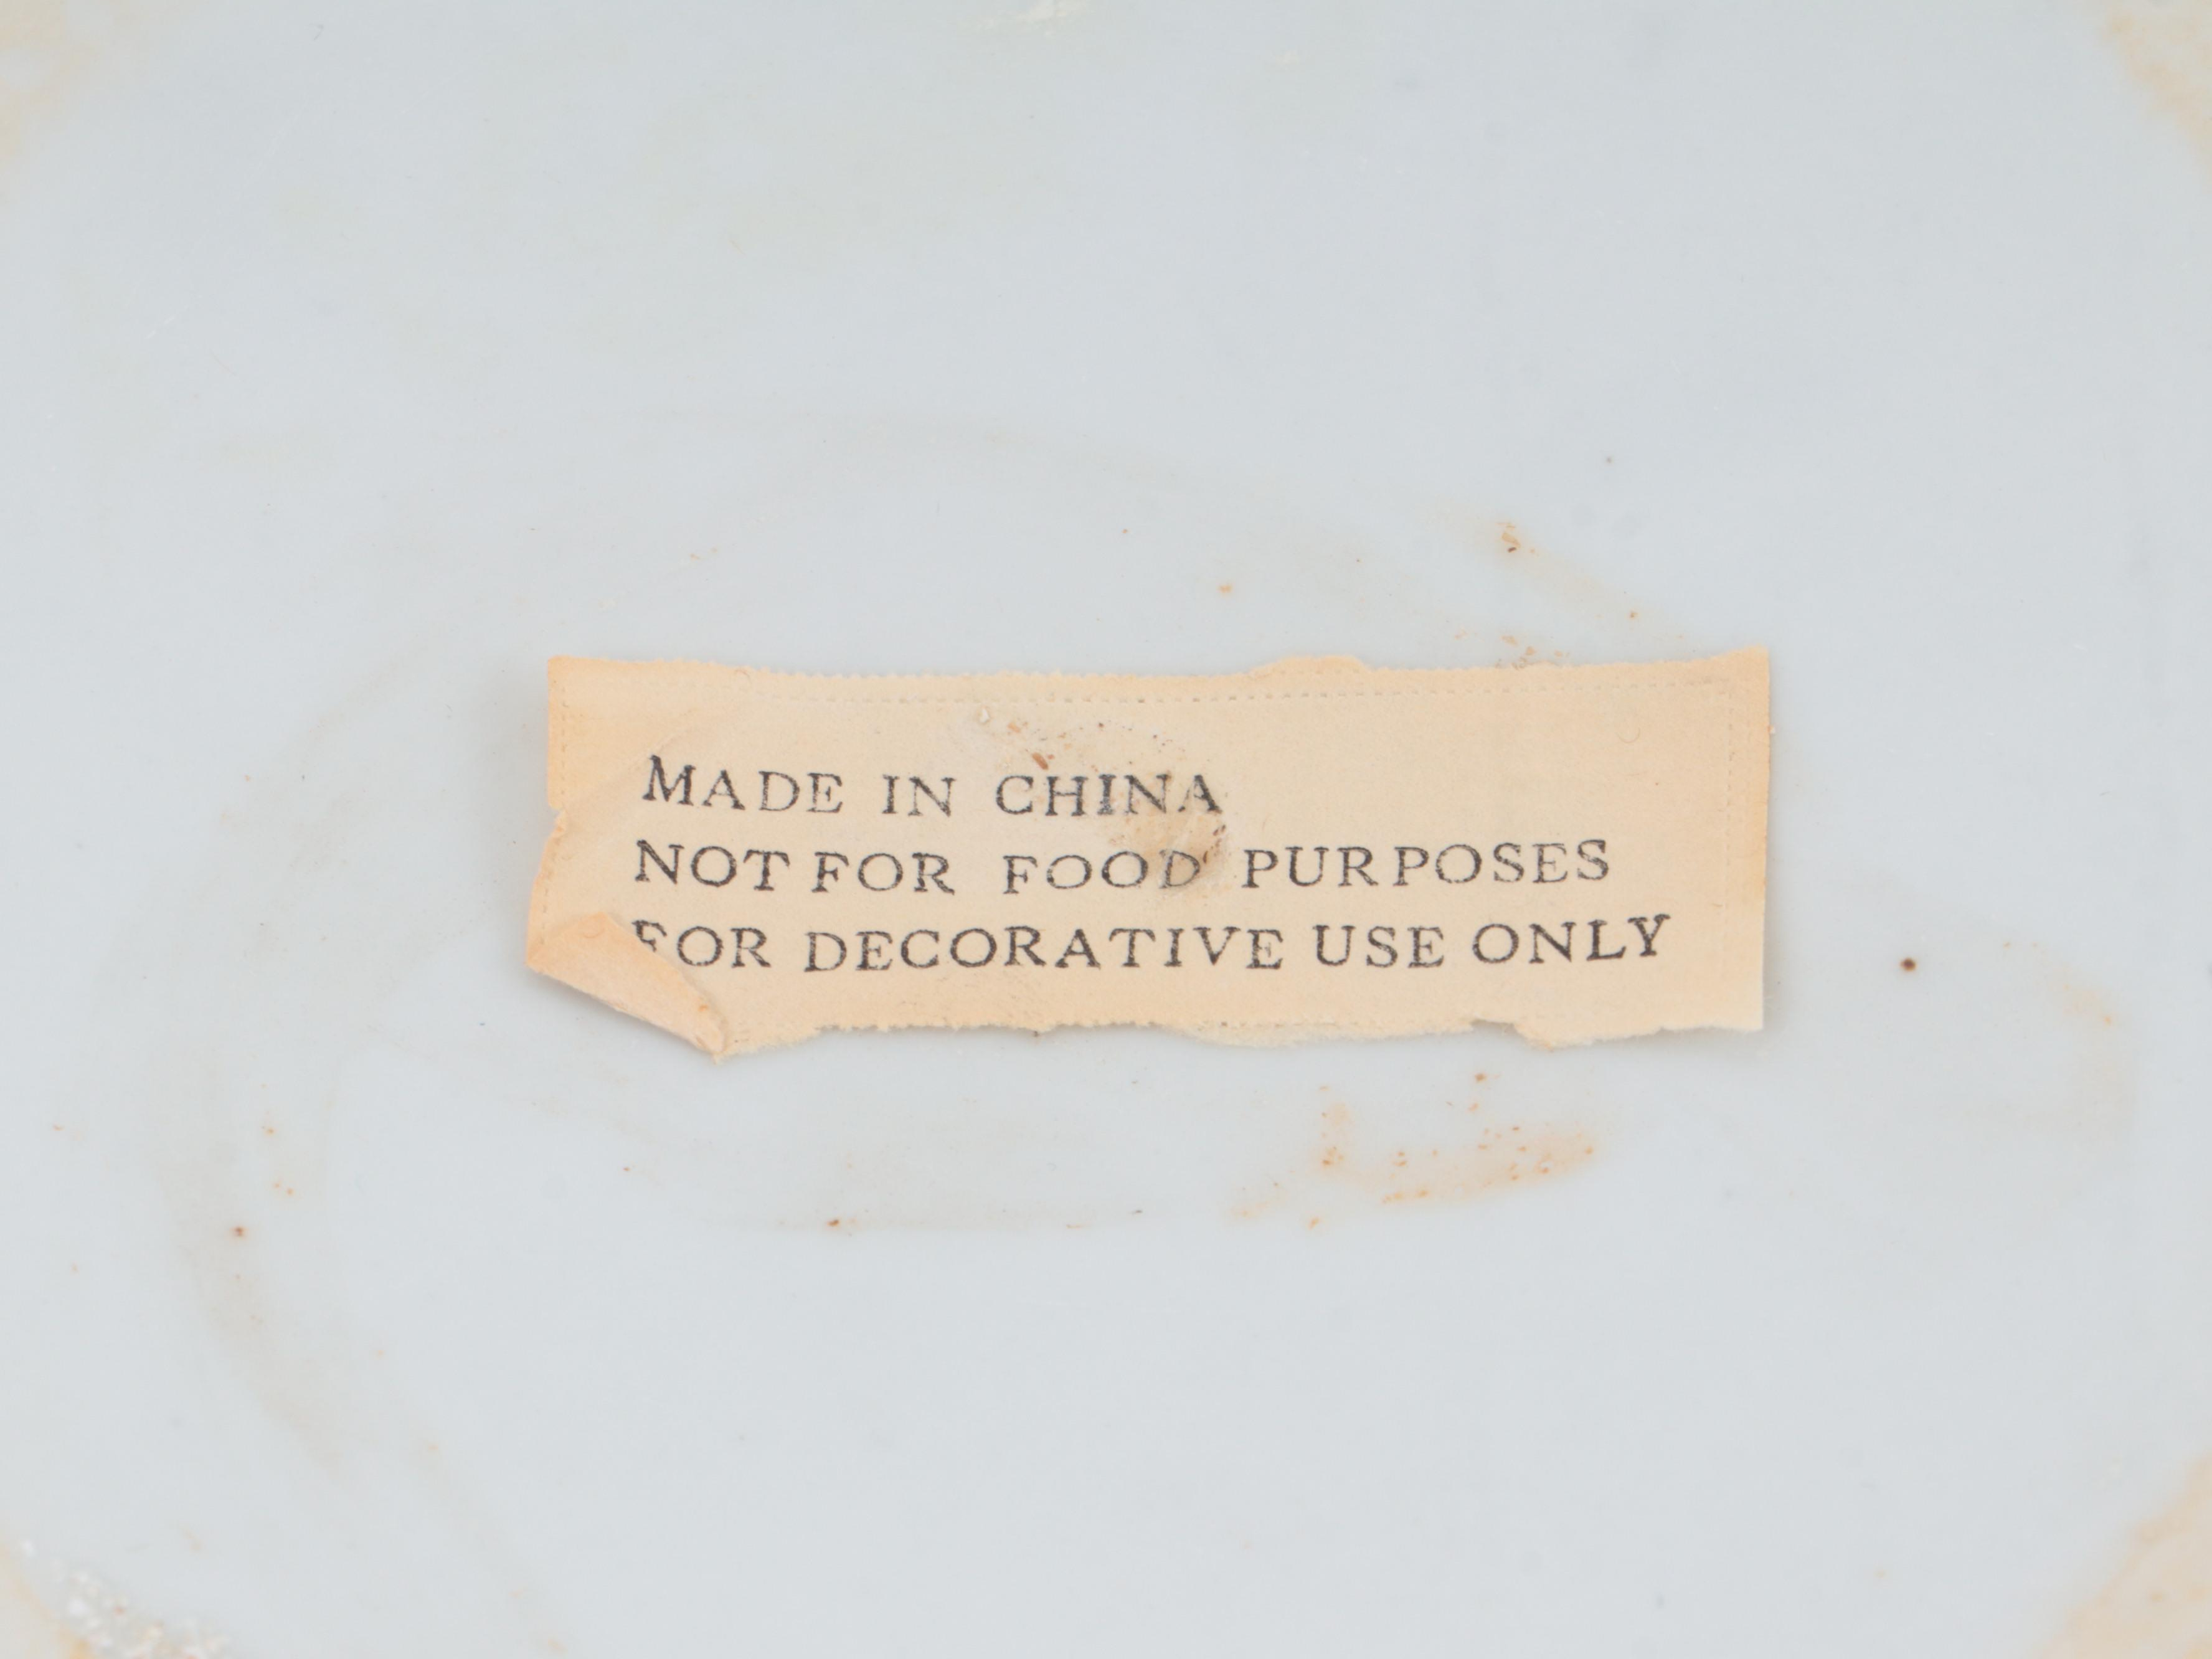 MADE IN CHINA
NOT FOR FOOD PURPOSES
FOR DECORATIVE USE ONLY